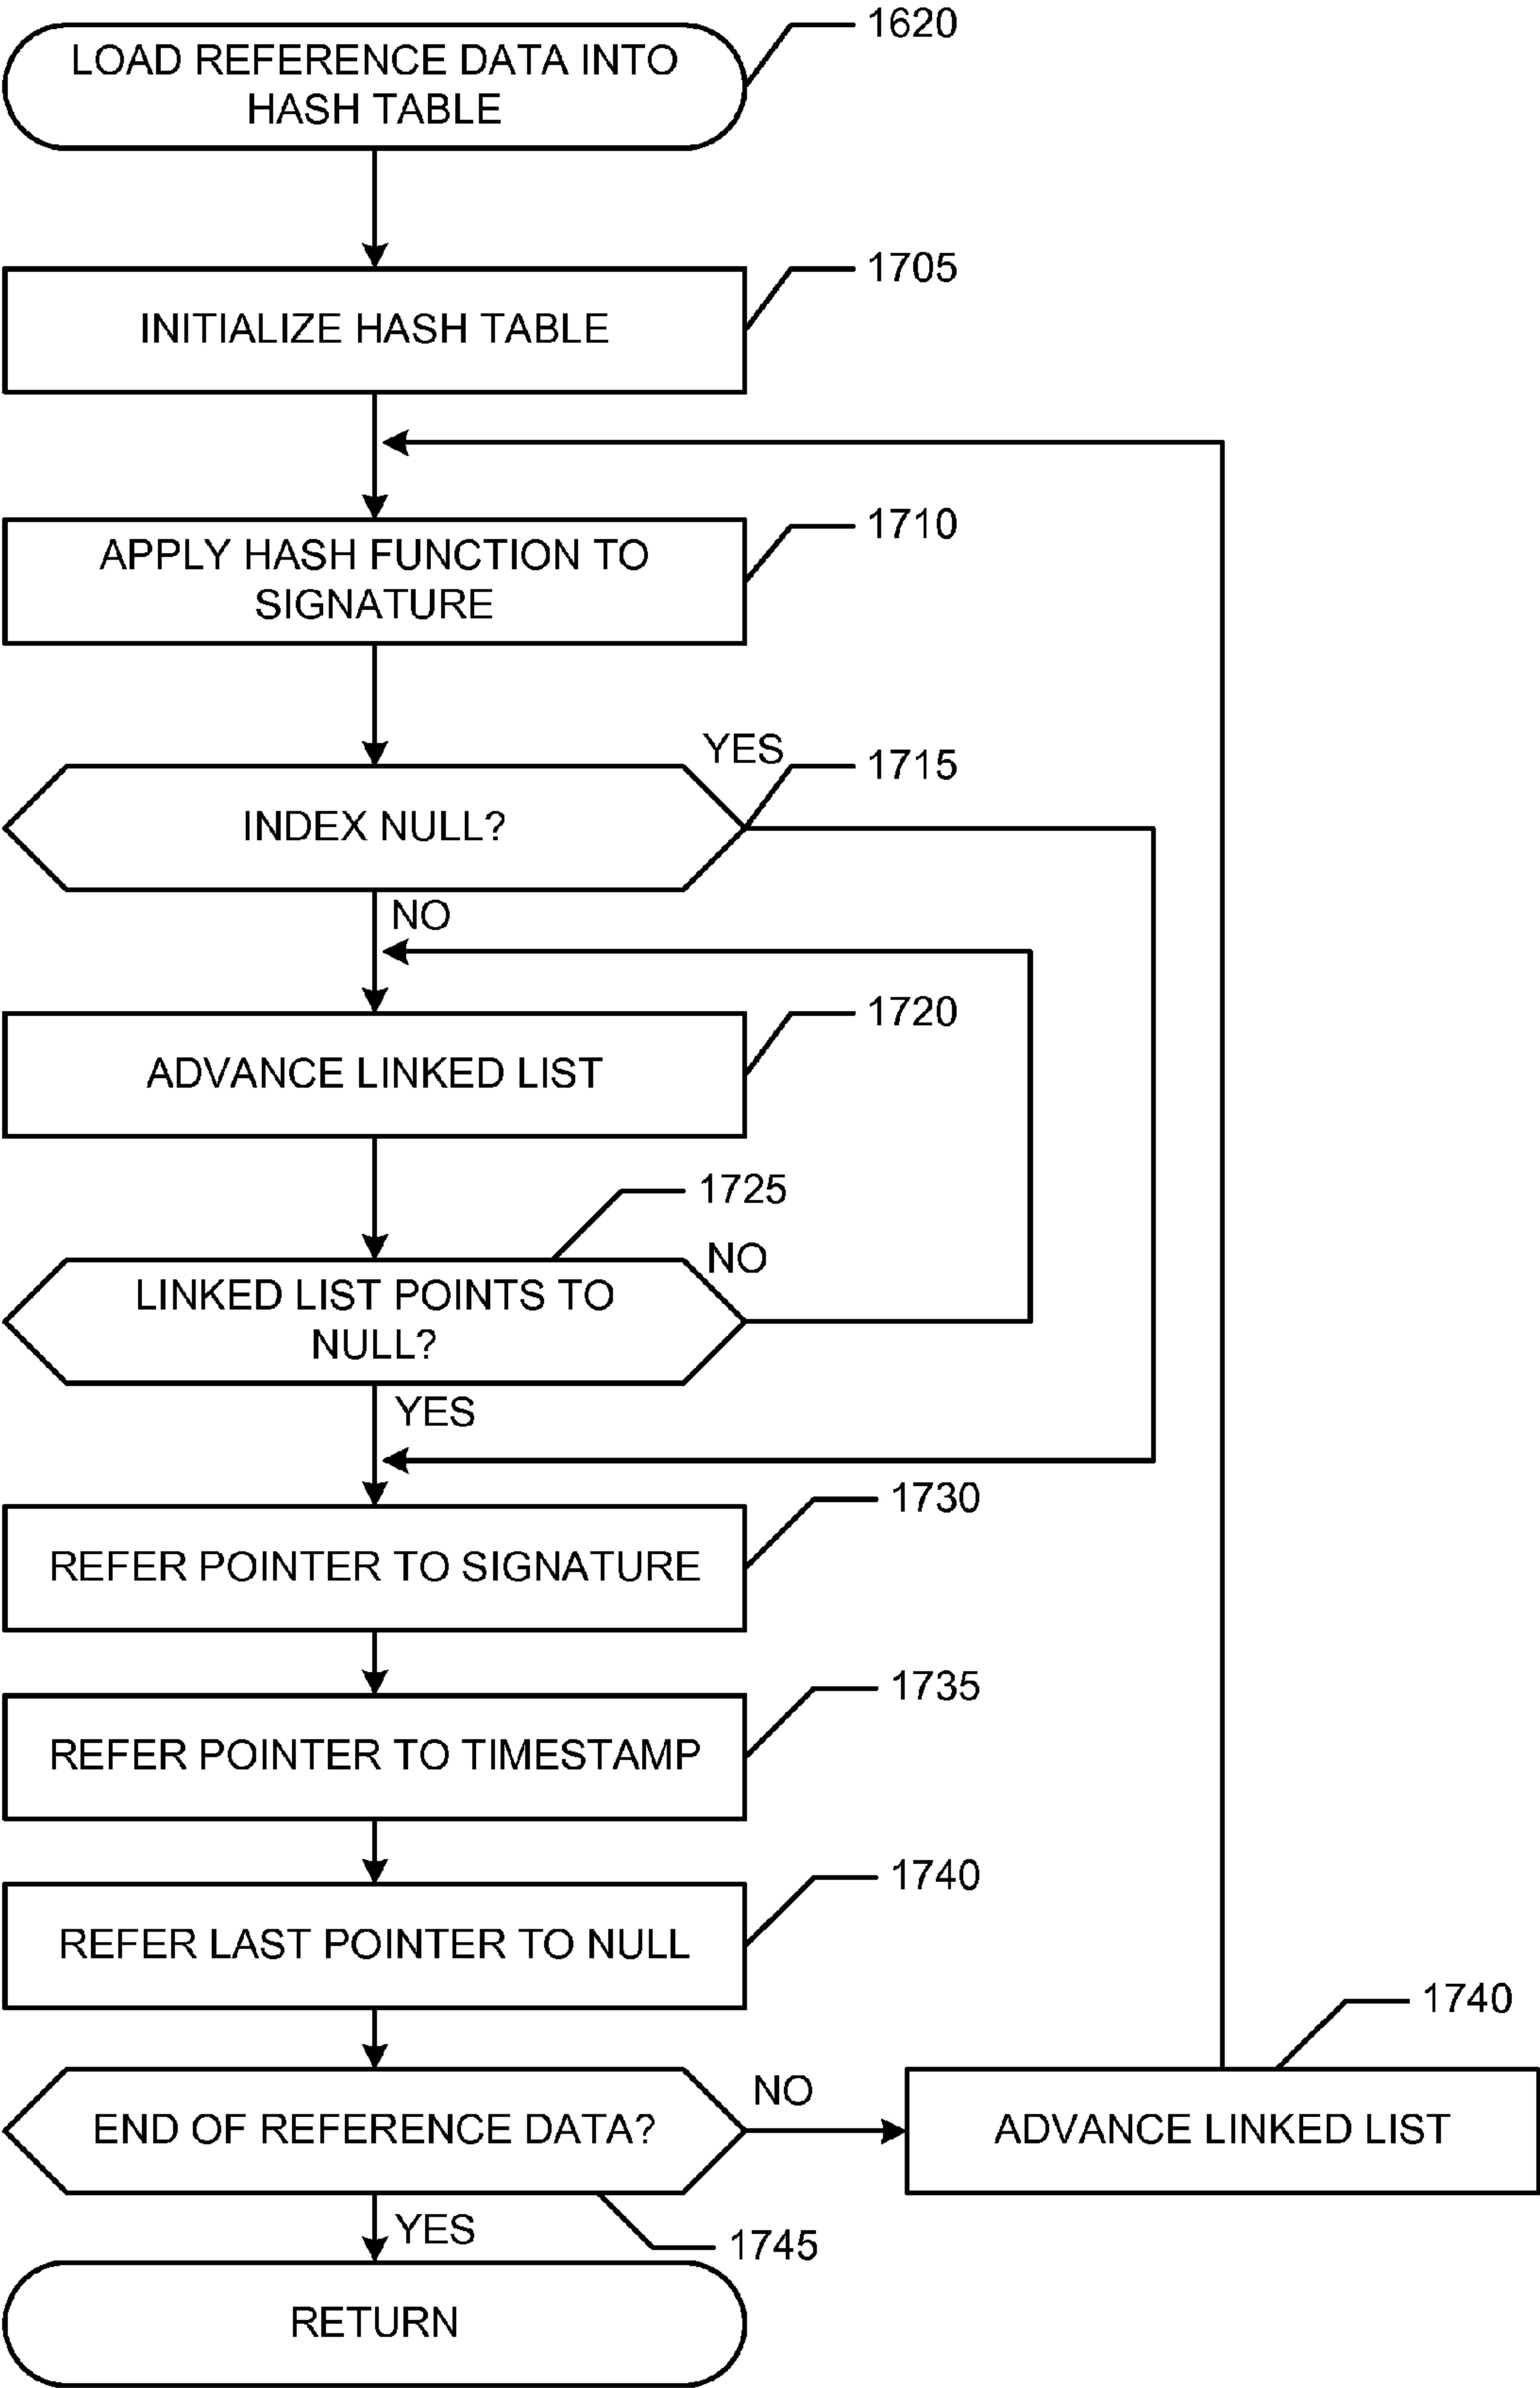 1620
LOAD REFERENCE DATA INTO
HASH TABLE
1705
INITIALIZE HASH TABLE
1710
APPLY HASH FUNCTION TO
SIGNATURE
YES
1715
INDEX NULL?
NO
1720
ADVANCE LINKED LIST
1725
NO
LINKED LIST POINTS TO
NULL?
YES
1730
REFER POINTER TO SIGNATURE
1735
REFER POINTER TO TIMESTAMP
1740
REFER LAST POINTER TO NULL
1740
NO
END OF REFERENCE DATA?
ADVANCE LINKED LIST
YES
1745
RETURN